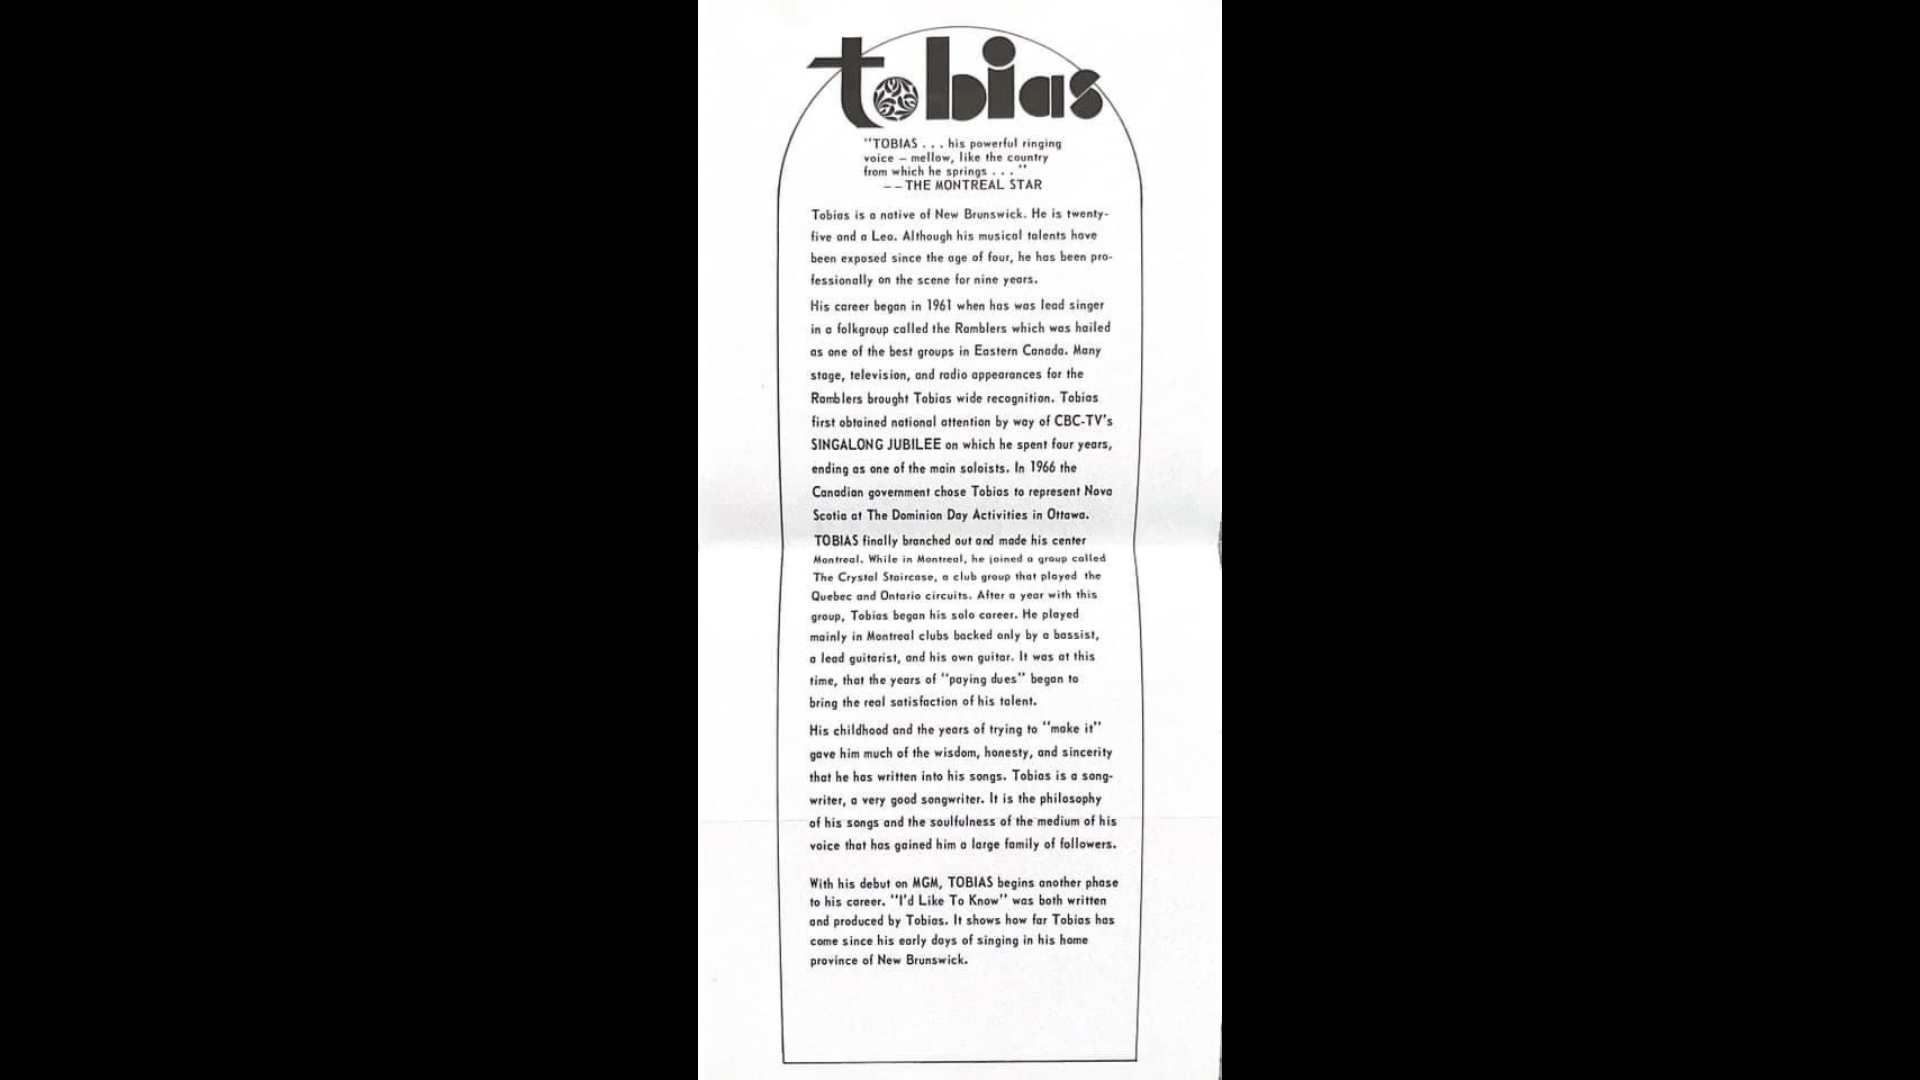 tobias
"TOBIAS . . . his powerful ringing
voice – mellow, like the country
from which he springs . . . "
– – THE MONTREAL STAR
Tobias is a native of New Brunswick. He is twenty-
five and a Leo. Although his musical talents have
been exposed since the age of four, he has been pro-
fessionally on the scene for nine years.
His career began in 1961 when has was lead singer
in a folkgroup called the Ramblers which was hailed
as one of the best groups in Eastern Canada. Many
stage, television, and radio appearances for the
Ramblers brought Tobias wide recognition. Tobias
first obtained national attention by way of CBC-TV's
SINGALONG JUBILEE on which he spent four years,
ending as one of the main soloists. In 1966 the
Canadian government chose Tobias to represent Nova
Scotia at The Dominion Day Activities in Ottawa.
TOBIAS finally branched out and made his center
Montreal. While in Montreal, he joined a group called
The Crystal Staircase, a club group that played the
Quebec and Ontario circuits. After a year with this
group, Tobias began his solo career. He played
mainly in Montreal clubs backed only by a bassist,
a lead guitarist, and his own guitar. It was at this
time, that the years of "paying dues" began to
bring the real satisfaction of his talent.
His childhood and the years of trying to "make it"
gave him much of the wisdom, honesty, and sincerity
that he has written into his songs. Tobias is a song-
writer, a very good songwriter. It is the philosophy
of his songs and the soulfulness of the medium of his
voice that has gained him a large family of followers.
With his debut on MGM, TOBIAS begins another phase
to his career. "I'd Like To Know" was both written
and produced by Tobias. It shows how far Tobias has
come since his early days of singing in his home
province of New Brunswick.